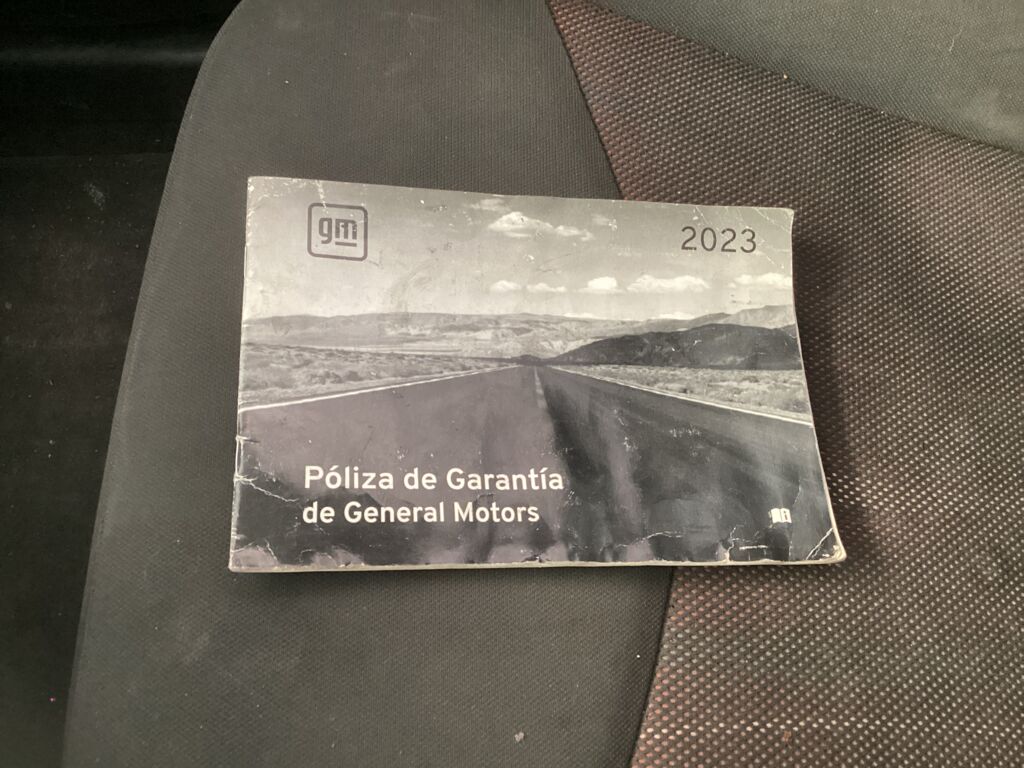 gm
2023
Póliza de Garantía
de General Motors